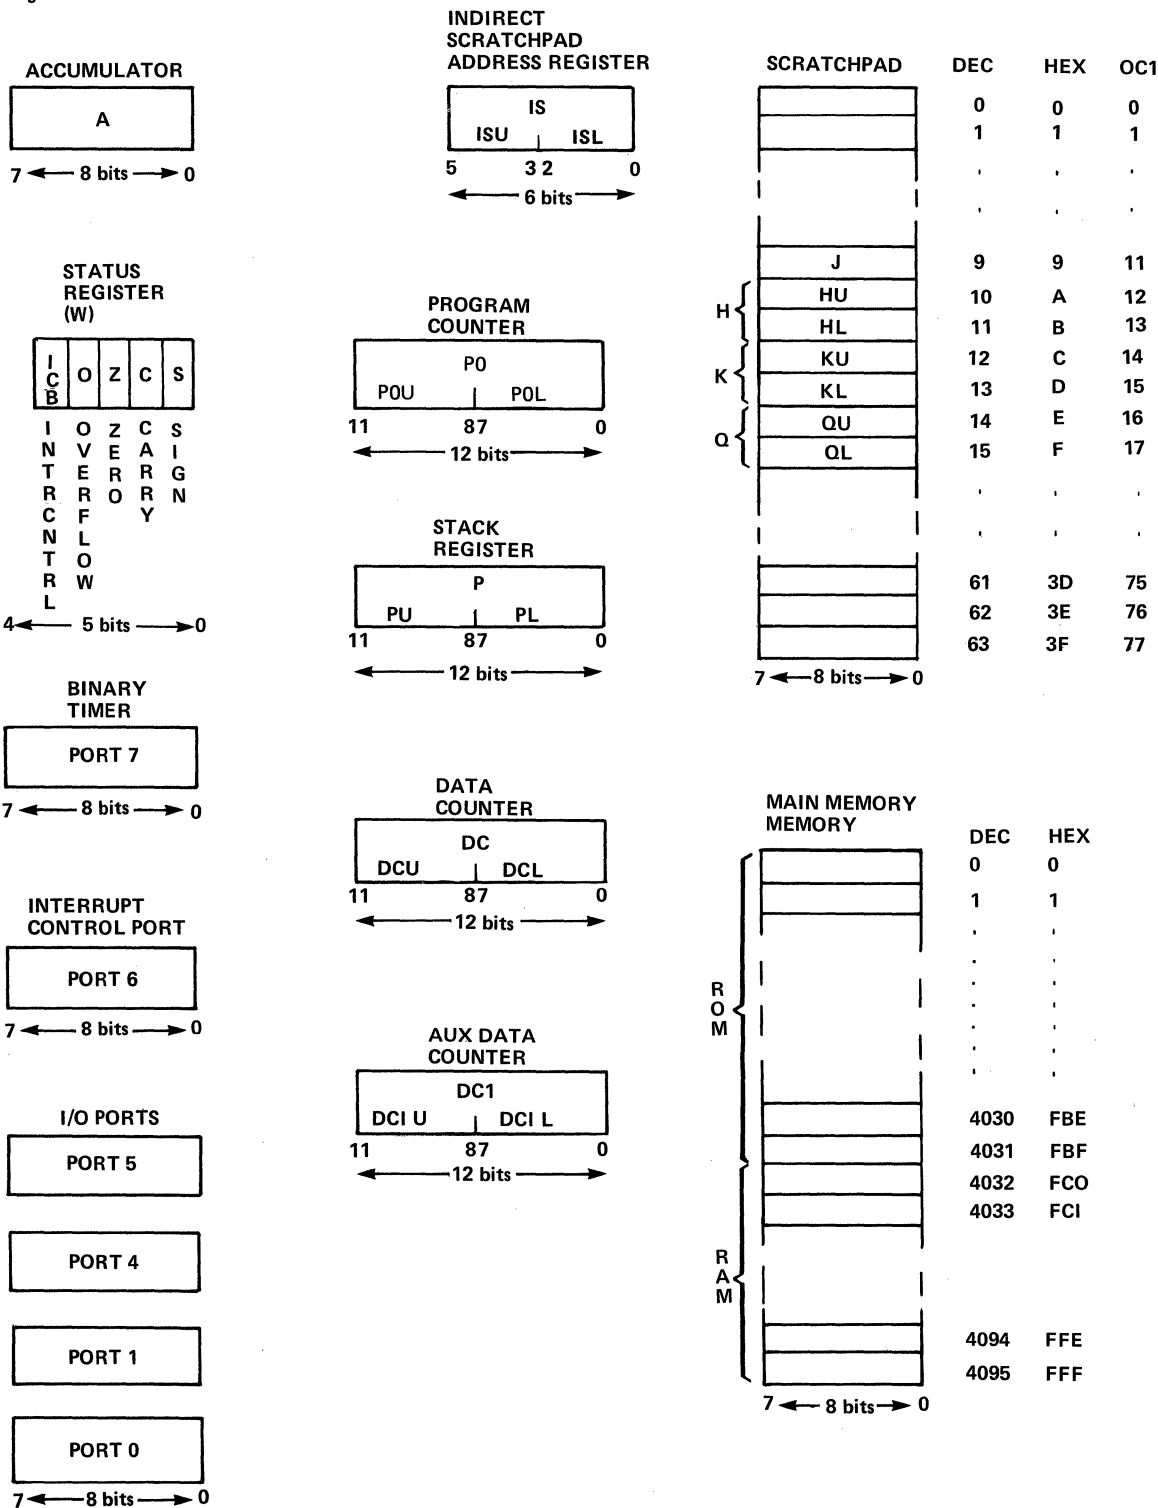 ACCUMULATOR
A
7 8 bits 0
STATUS
REGISTER
(W)
ICB O Z C S
INTRCNTRL
OVERFLOW
ZERO
CARRY
SIGN
4 5 bits 0
BINARY
TIMER
PORT 7
7 8 bits 0
INTERRUPT
CONTROL PORT
PORT 6
7 8 bits 0
I/O PORTS
PORT 5
PORT 4
PORT 1
PORT 0
7 8 bits 0
INDIRECT
SCRATCHPAD
ADDRESS REGISTER
IS
ISU ISL
5 3 2 0
6 bits
PROGRAM
COUNTER
P0
P0U P0L
11 87 0
12 bits
STACK
REGISTER
P
PU PL
11 87 0
12 bits
DATA
COUNTER
DC
DCU DCL
11 87 0
12 bits
AUX DATA
COUNTER
DC1
DCI U DCI L
11 87 0
12 bits
SCRATCHPAD DEC HEX OC1
0 0 0
1 1 1
J 9 9 11
H
HU 10 A 12
HL 11 B 13
K
KU 12 C 14
KL 13 D 15
Q
QU 14 E 16
QL 15 F 17
61 3D 75
62 3E 76
63 3F 77
7 8 bits 0
MAIN MEMORY
MEMORY
DEC HEX
0 0
1 1
ROM
4030 FBE
4031 FBF
4032 FCO
4033 FCI
RAM
4094 FFE
4095 FFF
7 8 bits 0